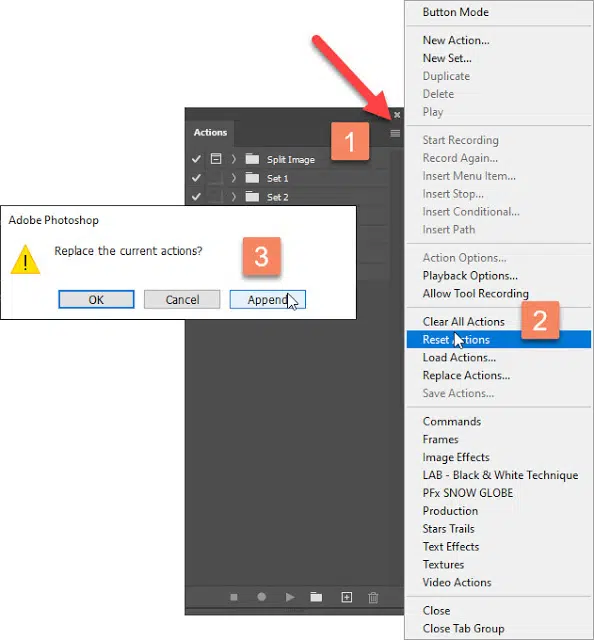 Actions
1
Split Image
Set 1
Set 2
Adobe Photoshop
Replace the current actions?
3
OK
Cancel
Append
Button Mode
New Action...
New Set...
Duplicate
Delete
Play
Start Recording
Record Again...
Insert Menu Item...
Insert Stop...
Insert Conditional...
Insert Path
Action Options...
Playback Options...
Allow Tool Recording
Clear All Actions
2
Reset Actions
Load Actions...
Replace Actions...
Save Actions...
Commands
Frames
Image Effects
LAB - Black & White Technique
PFx SNOW GLOBE
Production
Stars Trails
Text Effects
Textures
Video Actions
Close
Close Tab Group